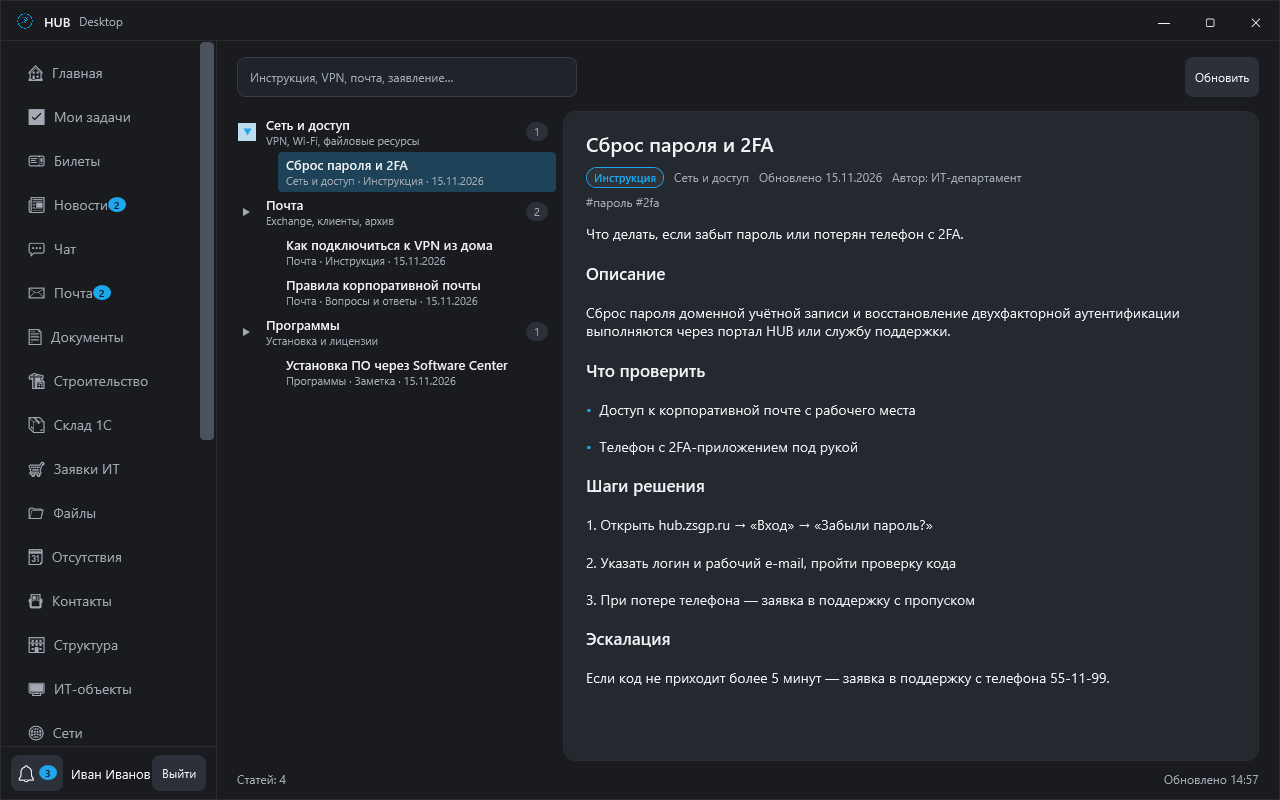 HUB Desktop
Главная
Мои задачи
Билеты
Новости 2
Чат
Почта 2
Документы
Строительство
Склад 1С
Заявки ИТ
Файлы
31 Отсутствия
Контакты
Структура
ИТ-объекты
Сети
3 Иван Иванов Выйти
Инструкция, VPN, почта, заявление...
Обновить
Сеть и доступ 1
VPN, Wi-Fi, файловые ресурсы
Сброс пароля и 2FA
Сеть и доступ · Инструкция · 15.11.2026
Почта 2
Exchange, клиенты, архив
Как подключиться к VPN из дома
Почта · Инструкция · 15.11.2026
Правила корпоративной почты
Почта · Вопросы и ответы · 15.11.2026
Программы 1
Установка и лицензии
Установка ПО через Software Center
Программы · Заметка · 15.11.2026
Сброс пароля и 2FA
Инструкция Сеть и доступ Обновлено 15.11.2026 Автор: ИТ-департамент
#пароль #2fa
Что делать, если забыт пароль или потерян телефон с 2FA.
Описание
Сброс пароля доменной учётной записи и восстановление двухфакторной аутентификации
выполняются через портал HUB или службу поддержки.
Что проверить
• Доступ к корпоративной почте с рабочего места
• Телефон с 2FA-приложением под рукой
Шаги решения
1. Открыть hub.zsgp.ru → «Вход» → «Забыли пароль?»
2. Указать логин и рабочий e-mail, пройти проверку кода
3. При потере телефона — заявка в поддержку с пропуском
Эскалация
Если код не приходит более 5 минут — заявка в поддержку с телефона 55-11-99.
Статей: 4
Обновлено 14:57